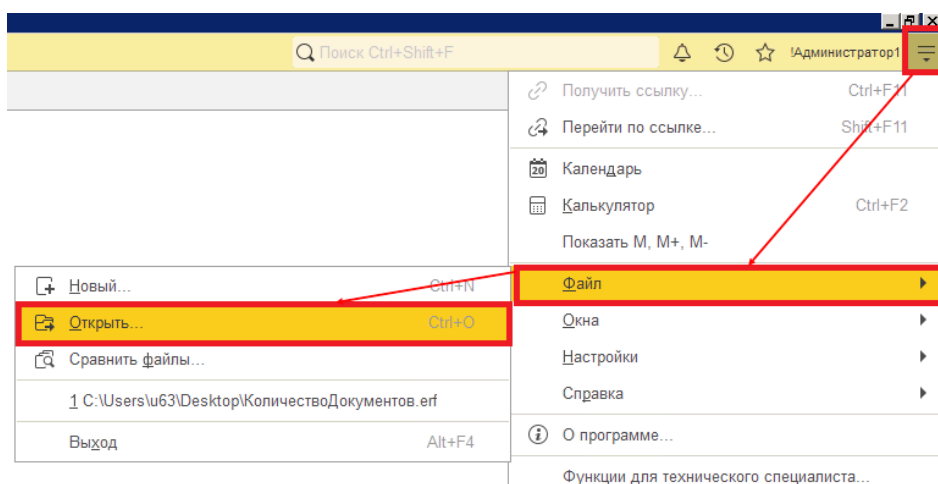 Поиск Ctrl+Shift+F
!Администратор1
Получить ссылку... Ctrl+F11
Перейти по ссылке... Shift+F11
20 Календарь
Калькулятор Ctrl+F2
Показать M, M+, M-
Файл
Окна
Настройки
Справка
О программе...
Функции для технического специалиста...
Новый... Ctrl+N
Открыть... Ctrl+O
Сравнить файлы...
1 C:\Users\u63\Desktop\КоличествоДокументов.erf
Выход Alt+F4